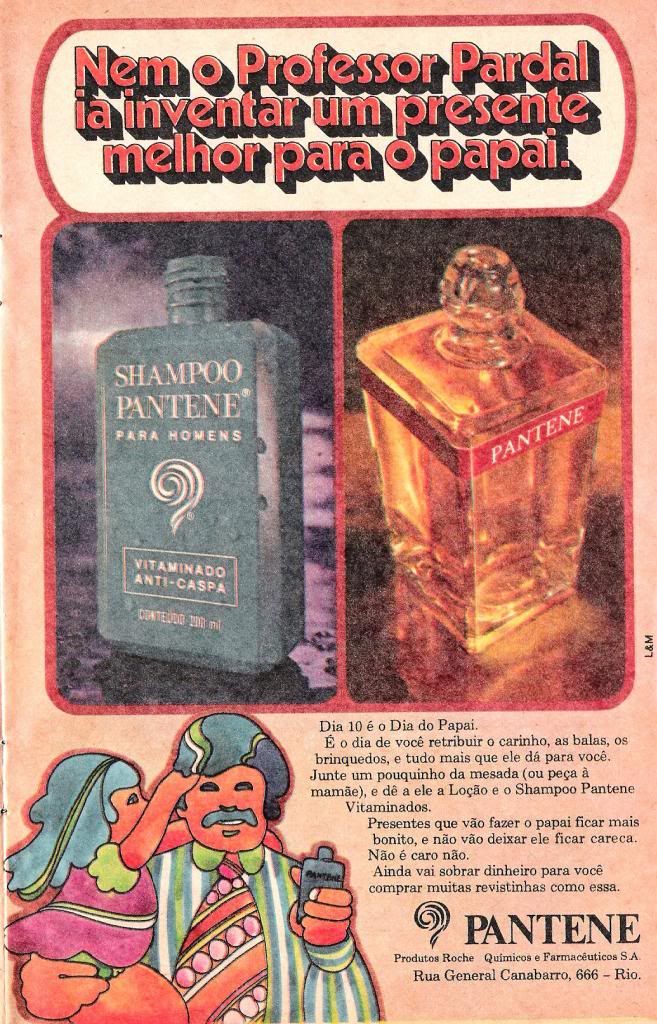 Nem o Professor Pardal
ia inventar um presente
melhor para o papai.
SHAMPOO
PANTENE®
PARA HOMENS
®
VITAMINADO
ANTI-CASPA
CONTEÚDO 200 ml
PANTENE
L&M
Dia 10 é o Dia do Papai.
É o dia de você retribuir o carinho, as balas, os
brinquedos, e tudo mais que ele dá para você.
Junte um pouquinho da mesada (ou peça à
mamãe), e dê a ele a Loção e o Shampoo Pantene
Vitaminados.
Presentes que vão fazer o papai ficar mais
bonito, e não vão deixar ele ficar careca.
Não é caro não.
Ainda vai sobrar dinheiro para você
comprar muitas revistinhas como essa.
PANTENE
PANTENE
Produtos Roche Químicos e Farmacêuticos S.A.
Rua General Canabarro, 666 – Rio.